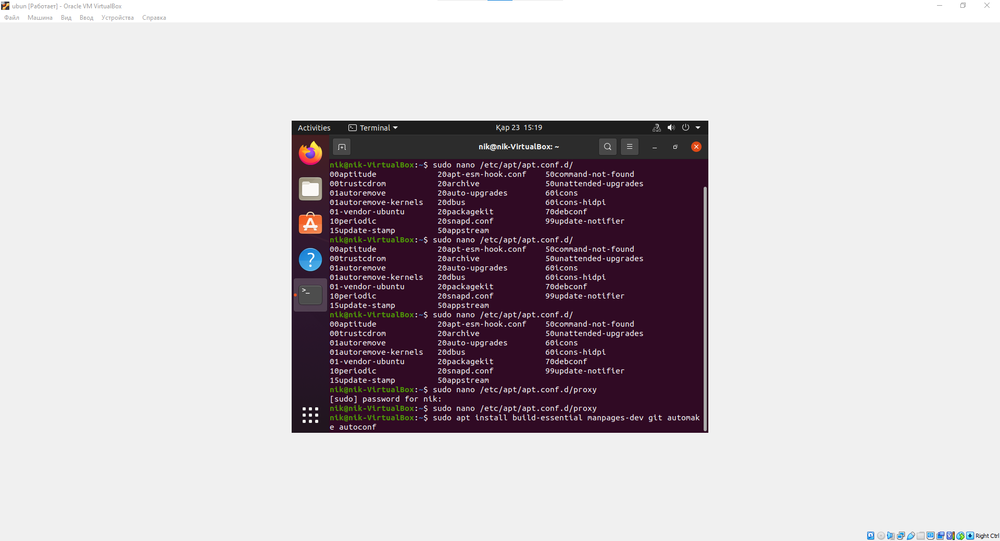 ubun [Работает] - Oracle VM VirtualBox
Файл Машина Вид Ввод Устройства Справка
Activities Terminal Қар 23 15:19
nik@nik-VirtualBox: ~
nik@nik-VirtualBox:~$ sudo nano /etc/apt/apt.conf.d/
00aptitude 20apt-esm-hook.conf 50command-not-found
00trustcdrom 20archive 50unattended-upgrades
01autoremove 20auto-upgrades 60icons
01autoremove-kernels 20dbus 60icons-hidpi
01-vendor-ubuntu 20packagekit 70debconf
10periodic 20snapd.conf 99update-notifier
15update-stamp 50appstream
nik@nik-VirtualBox:~$ sudo nano /etc/apt/apt.conf.d/
00aptitude 20apt-esm-hook.conf 50command-not-found
00trustcdrom 20archive 50unattended-upgrades
01autoremove 20auto-upgrades 60icons
01autoremove-kernels 20dbus 60icons-hidpi
01-vendor-ubuntu 20packagekit 70debconf
10periodic 20snapd.conf 99update-notifier
15update-stamp 50appstream
nik@nik-VirtualBox:~$ sudo nano /etc/apt/apt.conf.d/
00aptitude 20apt-esm-hook.conf 50command-not-found
00trustcdrom 20archive 50unattended-upgrades
01autoremove 20auto-upgrades 60icons
01autoremove-kernels 20dbus 60icons-hidpi
01-vendor-ubuntu 20packagekit 70debconf
10periodic 20snapd.conf 99update-notifier
15update-stamp 50appstream
nik@nik-VirtualBox:~$ sudo nano /etc/apt/apt.conf.d/proxy
[sudo] password for nik:
nik@nik-VirtualBox:~$ sudo nano /etc/apt/apt.conf.d/proxy
nik@nik-VirtualBox:~$ sudo apt install build-essential manpages-dev git automak
e autoconf
Right Ctrl